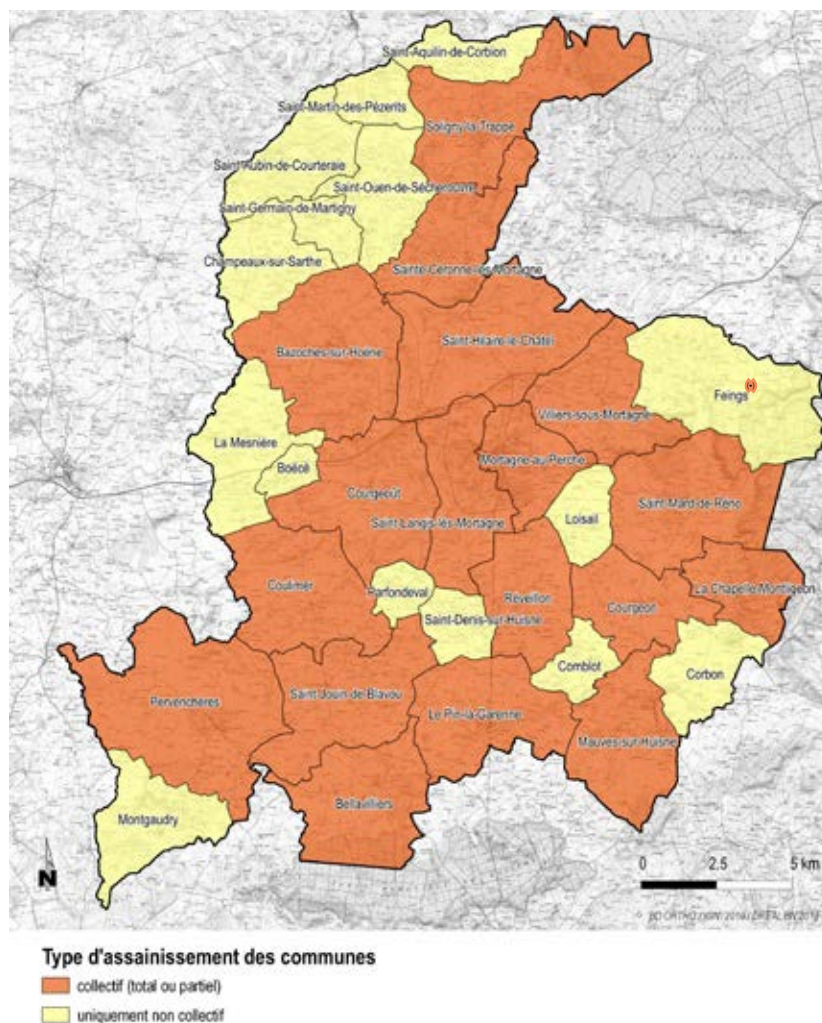 Saint-Aquilin-de-Corbion
Saint-Martin-des-Pézerits
Soligny-la-Trappe
Saint-Aubin-de-Courteraie
Saint-Ouen-de-Sècherouvre
Saint-Germain-de-Martigny
Champeaux-sur-Sarthe
Sainte-Céronne-lès-Mortagne
Saint-Hilaire-le-Châtel
Bazoches-sur-Hoëne
Feings
Villiers-sous-Mortagne
La Mesnière
Mortagne-au-Perche
Boëcé
Courgeoût
Saint-Mard-de-Réno
Loisail
Saint Langis-lès-Mortagne
Coulimer
Parfondeval
Réveillon
La Chapelle-Montligeon
Courgeon
Saint-Denis-sur-Huisne
Comblot
Corbon
Pervenchères
Saint-Jouin-de-Blavou
Le Pin-la-Garenne
Mauves-sur-Huisne
Bellavilliers
Montgaudry
N
0 2.5 5 km
Type d'assainissement des communes
collectif (total ou partiel)
uniquement non collectif